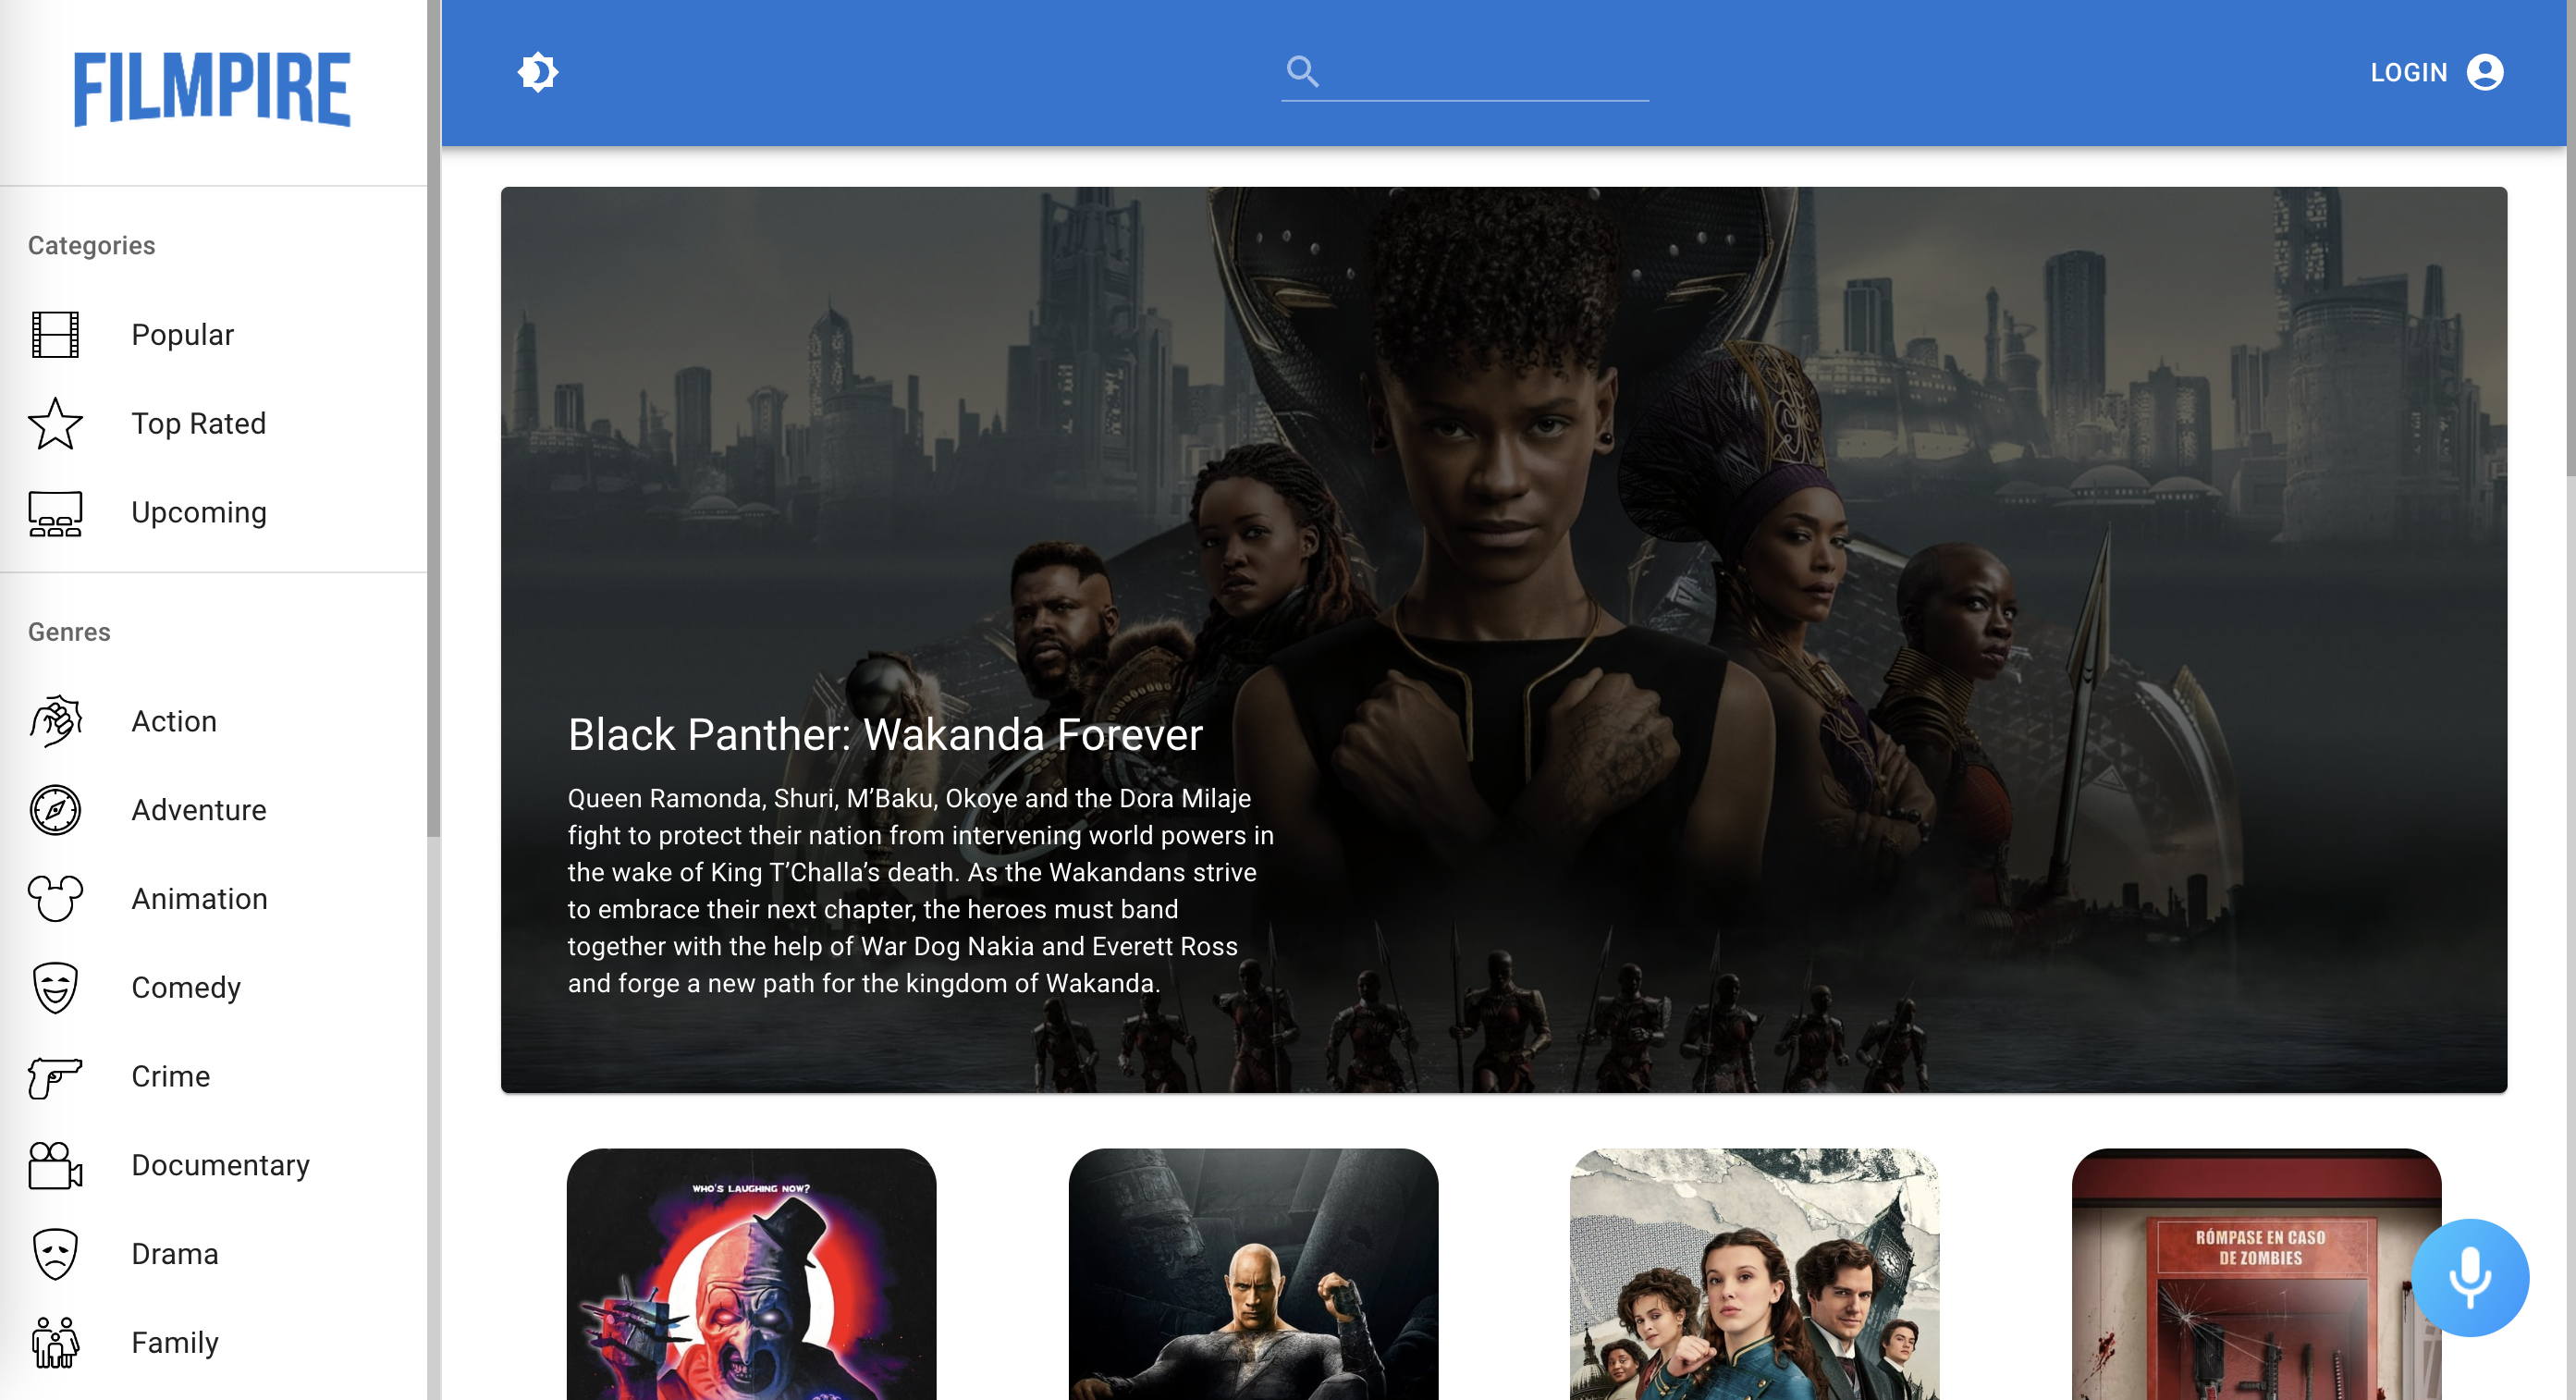 FILMPIRE
LOGIN
Categories
Popular
Top Rated
Upcoming
Genres
Action
Adventure
Animation
Comedy
Crime
Documentary
Drama
Family
Black Panther: Wakanda Forever
Queen Ramonda, Shuri, M’Baku, Okoye and the Dora Milaje
fight to protect their nation from intervening world powers in
the wake of King T’Challa’s death. As the Wakandans strive
to embrace their next chapter, the heroes must band
together with the help of War Dog Nakia and Everett Ross
and forge a new path for the kingdom of Wakanda.
WHO'S LAUGHING NOW?
RÓMPASE EN CASO
DE ZOMBIES